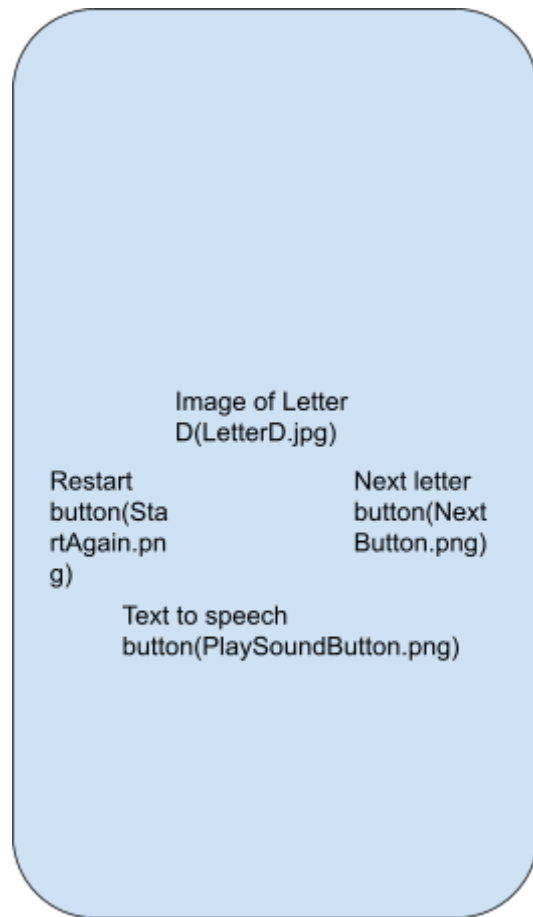 Image of Letter
D(LetterD.jpg)
Restart
button(Sta
rtAgain.pn
g)
Next letter
button(Next
Button.png)
Text to speech
button(PlaySoundButton.png)